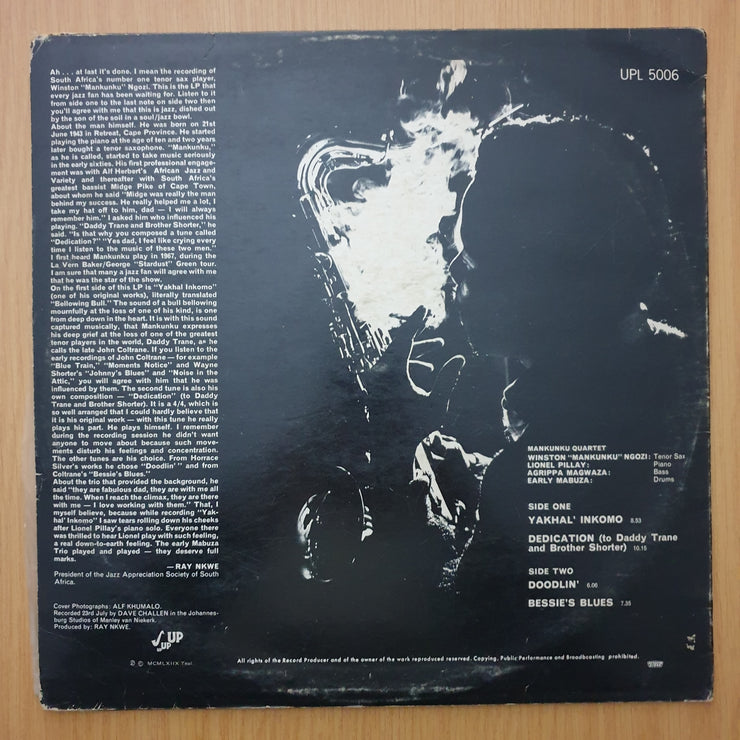 Ah . . . at last it's done. I mean the recording of
South Africa's number one tenor sax player,
Winston "Mankunku" Ngozi. This is the LP that
every jazz fan has been waiting for. Listen to it
from side one to the last note on side two then
you'll agree with me that this is jazz, dished out
by the son of the soil in a soul/jazz bowl.
About the man himself. He was born on 21st
June 1943 in Retreat, Cape Province. He started
playing the piano at the age of ten and two years
later bought a tenor saxophone. "Mankunku,"
as he is called, started to take music seriously
in the early sixties. His first professional engage-
ment was with Alf Herbert's African Jazz and
Variety and thereafter with South Africa's
greatest bassist Midge Pike of Cape Town,
about whom he said "Midge was really the man
behind my success. He really helped me a lot, I
take my hat off to him, dad — I will always
remember him." I asked him who influenced his
playing. "Daddy Trane and Brother Shorter," he
said. "Is that why you composed a tune called
"Dedication?" "Yes dad, I feel like crying every
time I listen to the music of these two men."
I first heard Mankunku play in 1967, during the
La Vern Baker/George "Stardust" Green tour.
I am sure that many a jazz fan will agree with me
that he was the star of the show.
On the first side of this LP is "Yakhal Inkomo"
(one of his original works), literally translated
"Bellowing Bull." The sound of a bull bellowing
mournfully at the loss of one of his kind, is one
from deep down in the heart. It is with this sound
captured musically, that Mankunku expresses
his deep grief at the loss of one of the greatest
tenor players in the world, Daddy Trane, as he
calls the late John Coltrane. If you listen to the
early recordings of John Coltrane — for example
"Blue Train," "Moments Notice" and Wayne
Shorter's "Johnny's Blues" and "Noise in the
Attic," you will agree with him that he was
influenced by them. The second tune is also his
own composition — "Dedication" (to Daddy
Trane and Brother Shorter). It is a 4/4, which is
so well arranged that I could hardly believe that
it is his original work — with this tune he really
plays his part. He plays himself. I remember
during the recording session he didn't want
anyone to move about because such move-
ments disturb his feelings and concentration.
The other tunes are his choice. From Horrace
Silver's works he chose "Doodlin'" and from
Coltrane's "Bessie's Blues."
About the trio that provided the background, he
said "they are fabulous dad, they are with me all
the time. When I reach the climax, they are there
with me — I love working with them." That, I
myself believe, because while recording "Yak-
hal' Inkomo" I saw tears rolling down his cheeks
after Lionel Pillay's piano solo. Everyone there
was thrilled to hear Lionel play with such feeling,
a real down-to-earth feeling. The early Mabuza
Trio played and played — they deserve full
marks.
—RAY NKWE
President of the Jazz Appreciation Society of South
Africa.
Cover Photographs: ALF KHUMALO.
Recorded 23rd July by DAVE CHALLEN in the Johannes-
burg Studios of Manley van Niekerk.
Produced by: RAY NKWE.
UP
UP
℗ © MCMLXIIX Teal.
UPL 5006
MANKUNKU QUARTET
WINSTON "MANKUNKU" NGOZI: Tenor Sax
LIONEL PILLAY: Piano
AGRIPPA MAGWAZA: Bass
EARLY MABUZA: Drums
SIDE ONE
YAKHAL' INKOMO 8.53
DEDICATION (to Daddy Trane
and Brother Shorter) 10.15
SIDE TWO
DOODLIN' 6.06
BESSIE'S BLUES 7.35
All rights of the Record Producer and of the owner of the work reproduced reserved. Copying, Public Performance and Broadcasting prohibited.